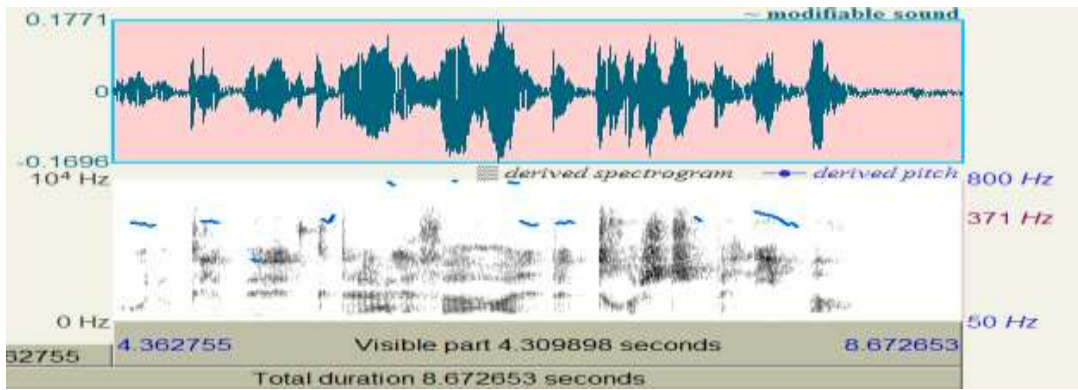 ~ modifiable sound
0.1771
0
-0.1696
10⁴ Hz
derived spectrogram
derived pitch
800 Hz
371 Hz
0 Hz
50 Hz
4.362755
Visible part 4.309898 seconds
8.672653
62755
Total duration 8.672653 seconds